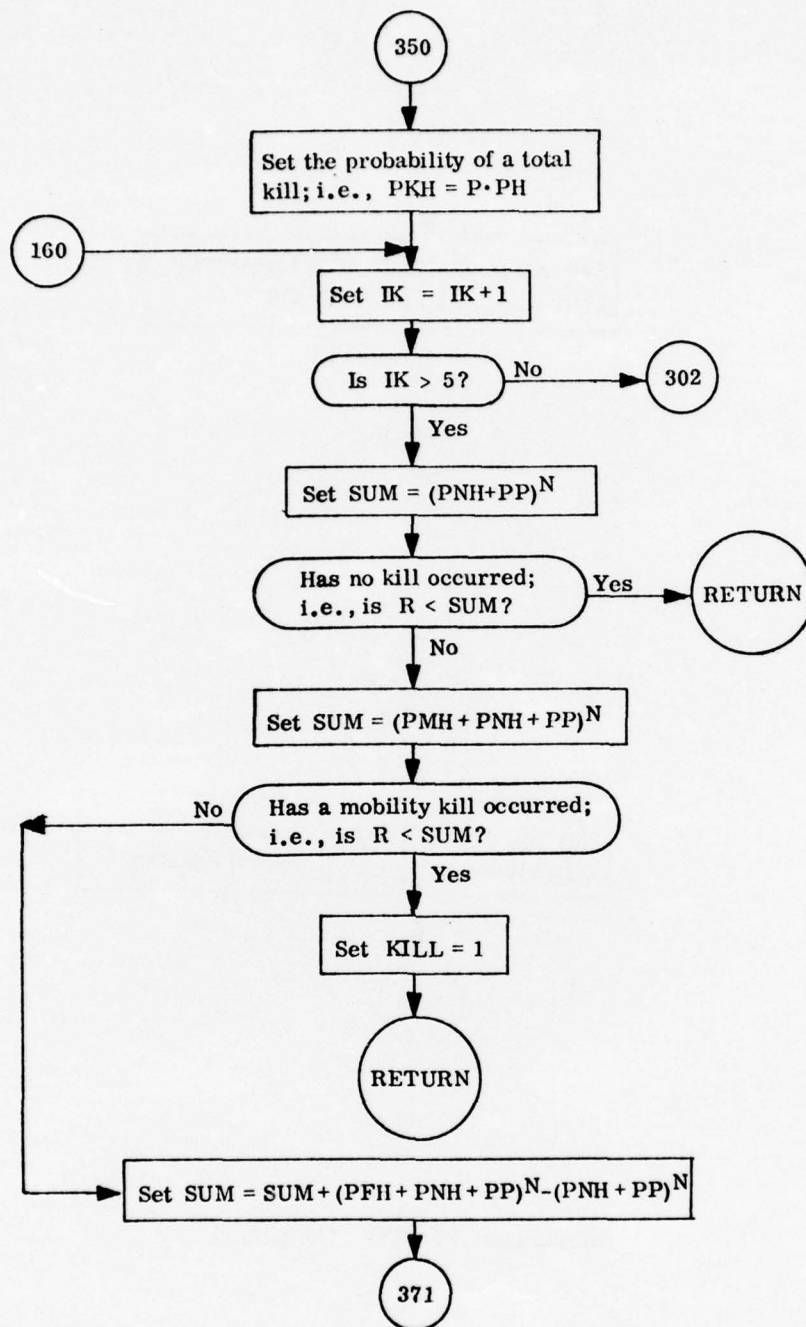 350
Set the probability of a total
kill; i.e., PKH = P·PH
160
Set IK = IK+1
Is IK > 5?
No
302
Yes
Set SUM = (PNH+PP)^N
Has no kill occurred;
i.e., is R < SUM?
Yes
RETURN
No
Set SUM = (PMH + PNH + PP)^N
No
Has a mobility kill occurred;
i.e., is R < SUM?
Yes
Set KILL = 1
RETURN
Set SUM = SUM + (PFH + PNH + PP)^N-(PNH + PP)^N
371